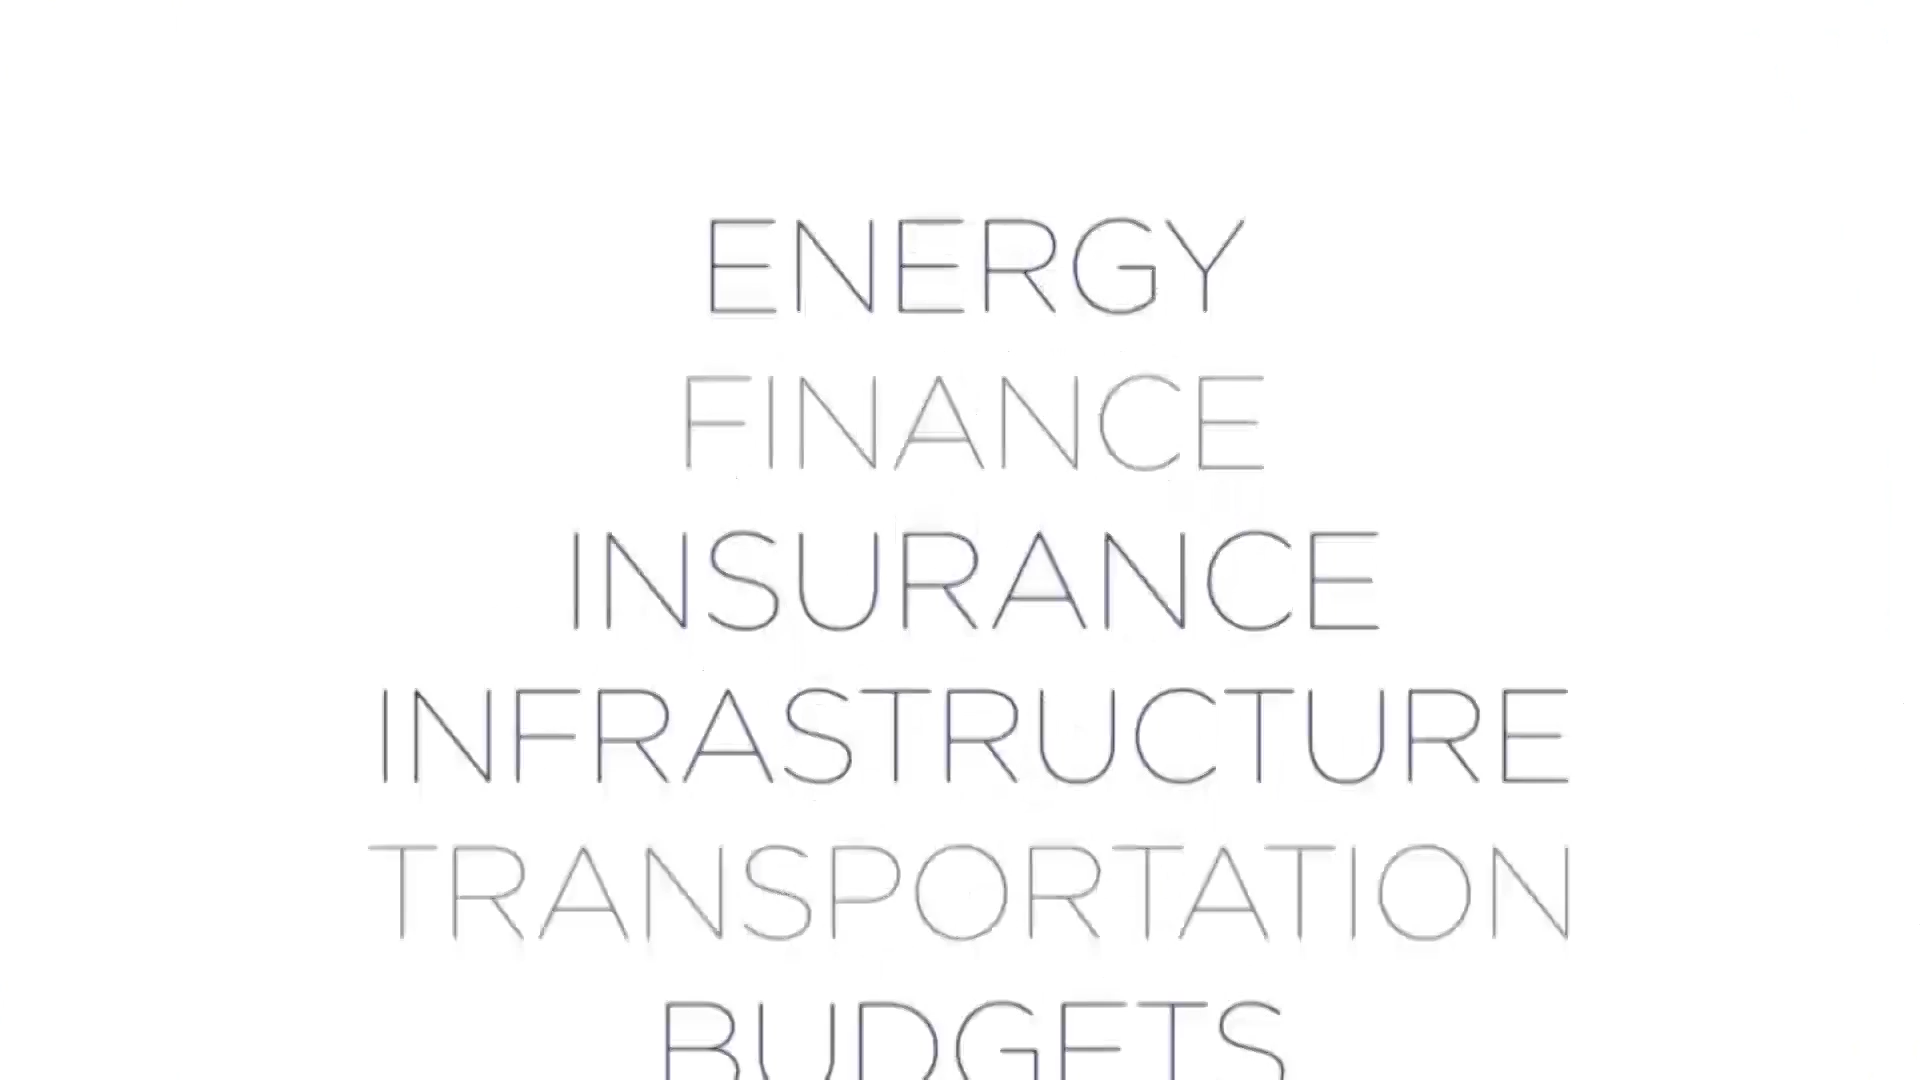 ENERGY
FINANCE
INSURANCE
INFRASTRUCTURE
TRANSPORTATION
BUDGETS